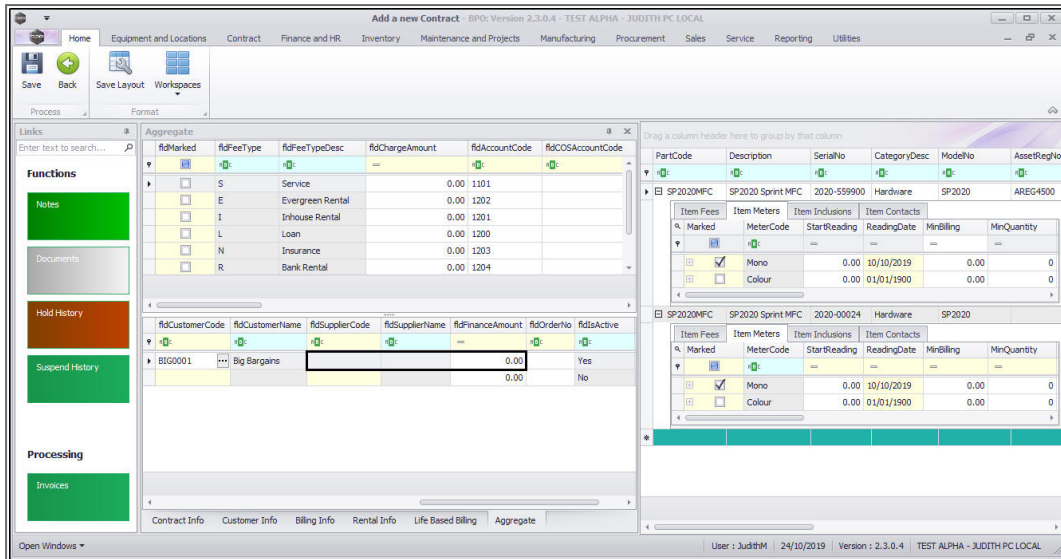 Add a new Contract - BPO: Version 2.3.0.4 - TEST ALPHA - JUDITH PC LOCAL
Home Equipment and Locations Contract Finance and HR Inventory Maintenance and Projects Manufacturing Procurement Sales Service Reporting Utilities
Save Back Save Layout Workspaces
Process Format
Links
Enter text to search...
Functions
Notes
Documents
Hold History
Suspend History
Processing
Invoices
Aggregate
fldMarked fldFeeType fldFeeTypeDesc fldChargeAmount fldAccountCode fldCOSAccountCode
S Service 0.00 1101
E Evergreen Rental 0.00 1202
I Inhouse Rental 0.00 1201
L Loan 0.00 1200
N Insurance 0.00 1203
R Bank Rental 0.00 1204
fldCustomerCode fldCustomerName fldSupplierCode fldSupplierName fldFinanceAmount fldOrderNo fldIsActive
BIG0001 Big Bargains 0.00 Yes
0.00 No
Contract Info Customer Info Billing Info Rental Info Life Based Billing Aggregate
Drag a column header here to group by that column
PartCode Description SerialNo CategoryDesc ModelNo AssetRegNo
SP2020MFC SP2020 Sprint MFC 2020-559900 Hardware SP2020 AREG4500
Item Fees Item Meters Item Inclusions Item Contacts
Marked MeterCode StartReading ReadingDate MinBilling MinQuantity
Mono 0.00 10/10/2019 0.00 0
Colour 0.00 01/01/1900 0.00 0
SP2020MFC SP2020 Sprint MFC 2020-00024 Hardware SP2020
Item Fees Item Meters Item Inclusions Item Contacts
Marked MeterCode StartReading ReadingDate MinBilling MinQuantity
Mono 0.00 10/10/2019 0.00 0
Colour 0.00 01/01/1900 0.00 0
Open Windows User : JudithM 24/10/2019 Version : 2.3.0.4 TEST ALPHA - JUDITH PC LOCAL